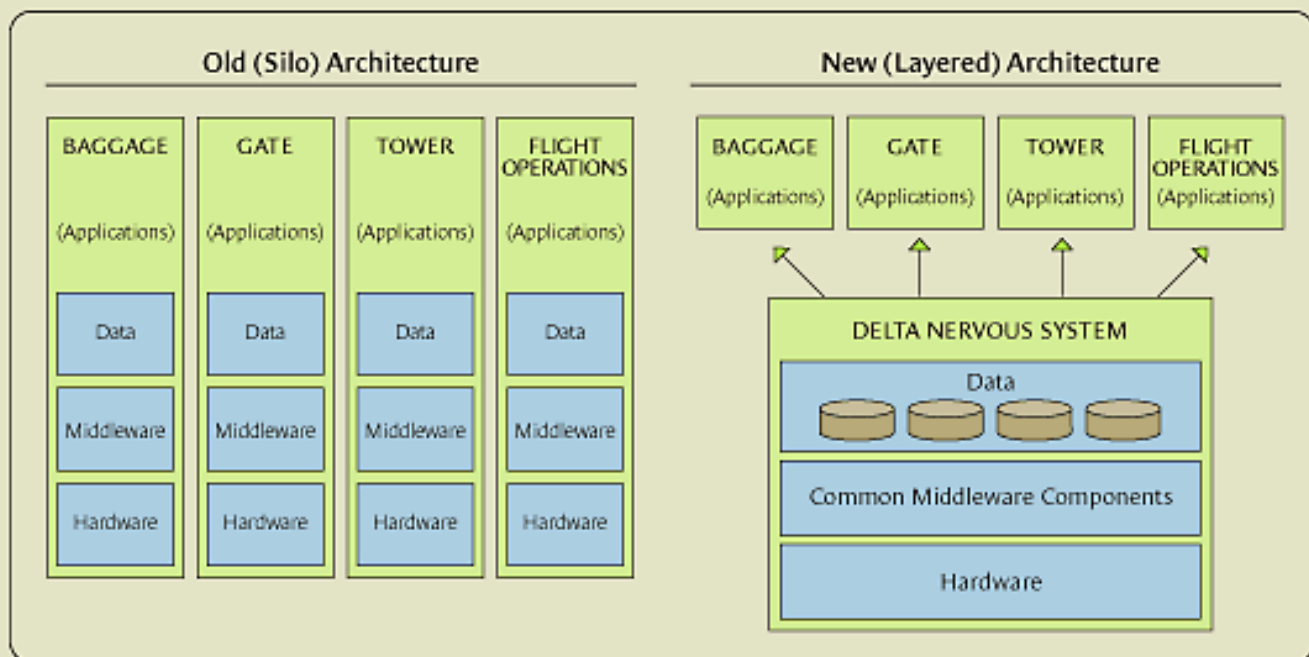 Old (Silo) Architecture
BAGGAGE
(Applications)
Data
Middleware
Hardware
GATE
(Applications)
Data
Middleware
Hardware
TOWER
(Applications)
Data
Middleware
Hardware
FLIGHT
OPERATIONS
(Applications)
Data
Middleware
Hardware
New (Layered) Architecture
BAGGAGE
(Applications)
GATE
(Applications)
TOWER
(Applications)
FLIGHT
OPERATIONS
(Applications)
DELTA NERVOUS SYSTEM
Data
Common Middleware Components
Hardware